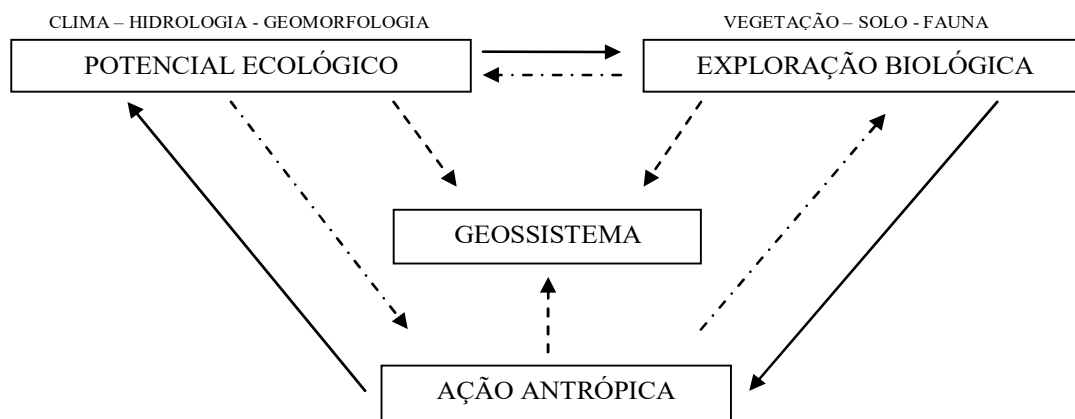 CLIMA – HIDROLOGIA - GEOMORFOLOGIA
VEGETAÇÃO – SOLO - FAUNA
POTENCIAL ECOLÓGICO
EXPLORAÇÃO BIOLÓGICA
GEOSSISTEMA
AÇÃO ANTRÓPICA